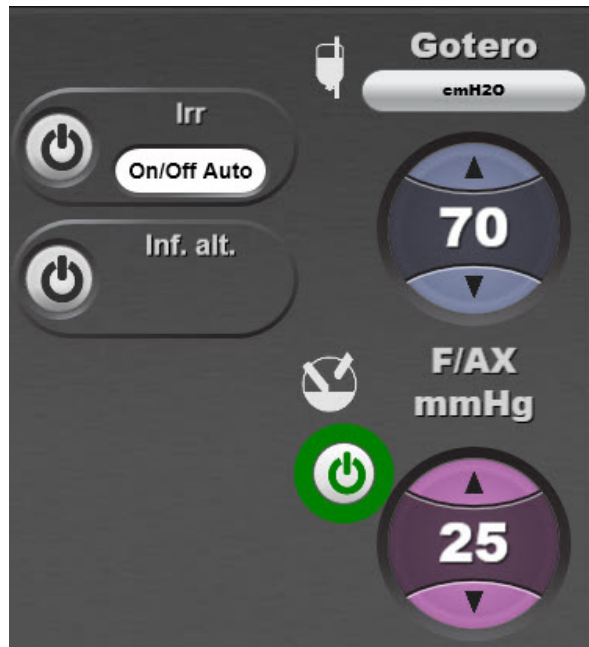 Gotero
cmH2O
Irr
On/Off Auto
70
Inf. alt.
F/AX
mmHg
25